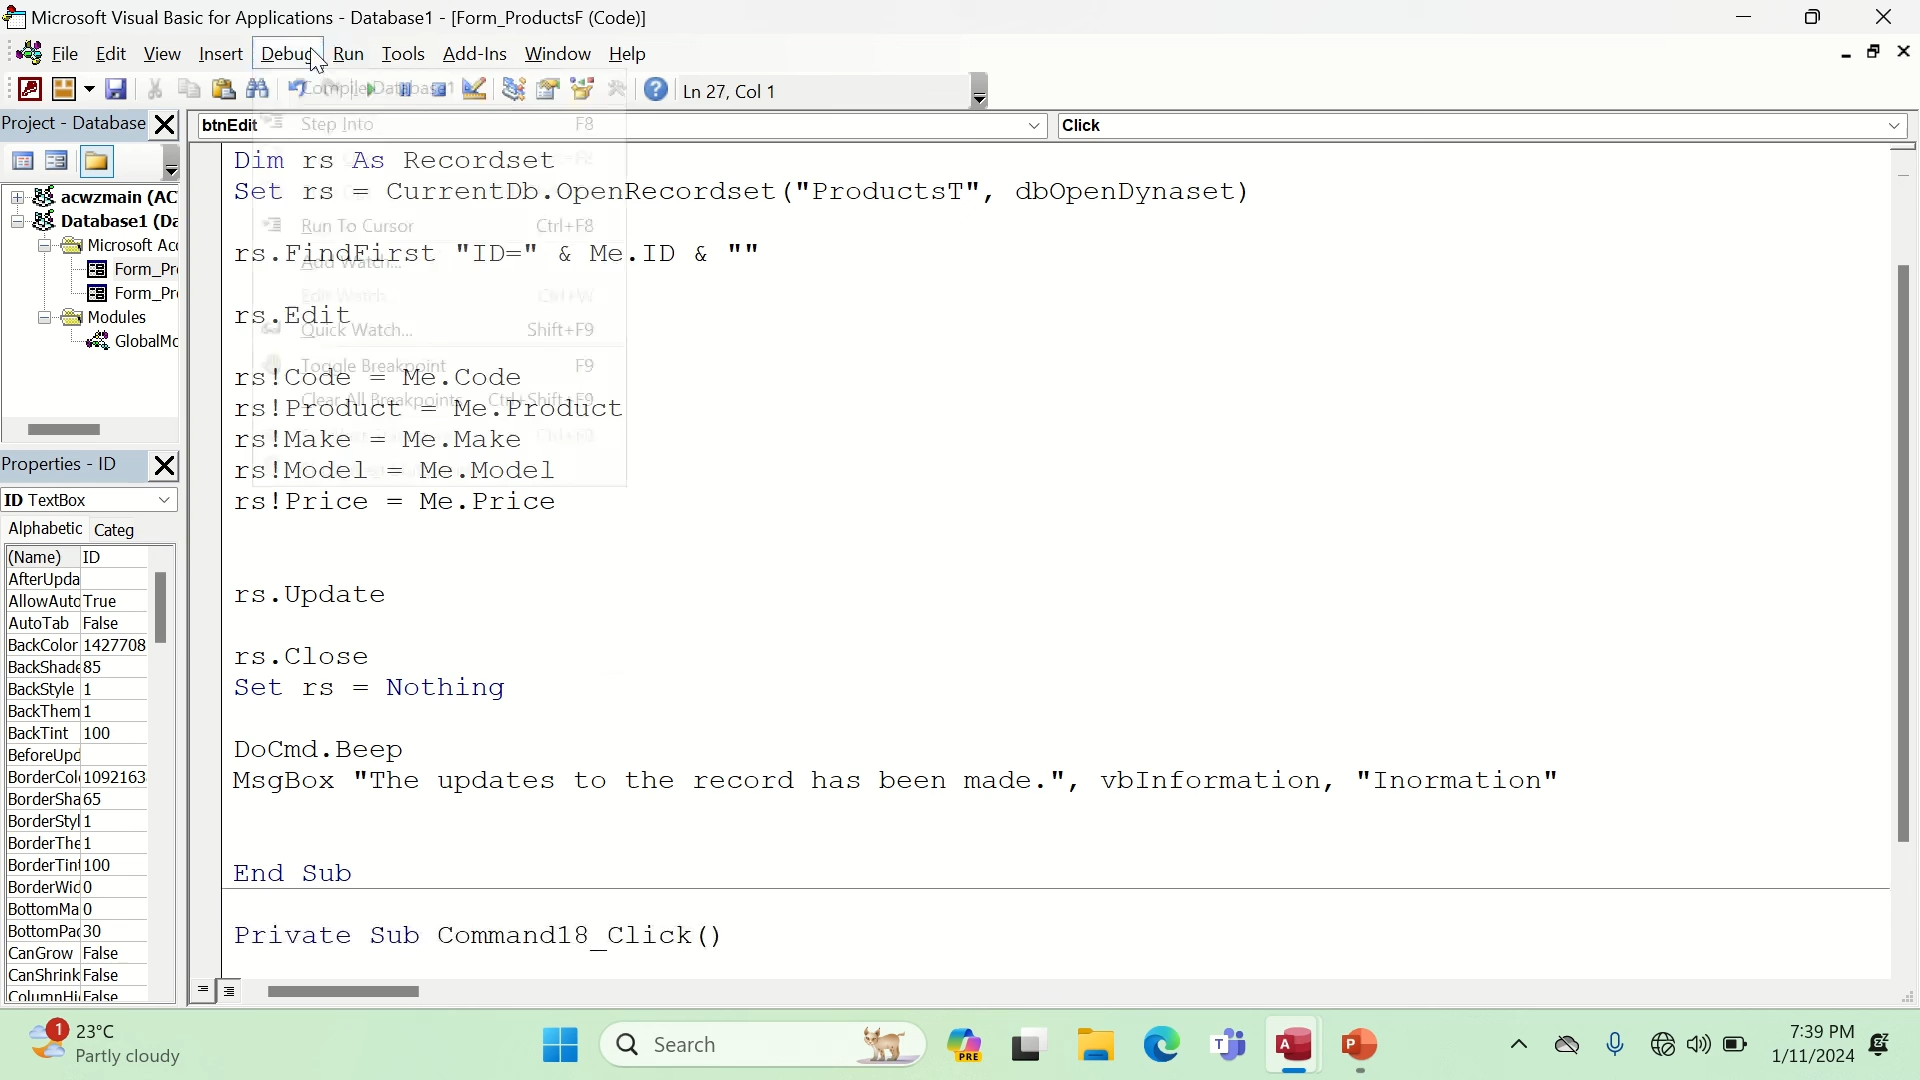 Microsoft Visual Basic for Applications - Database1 - [Form_ProductsF (Code)]
File Edit View Insert Debug Run Tools Add-Ins Window Help
Ln 27, Col 1
Project - Database
btnEdit
Click
acwzmain (AC
Database1 (Da
Microsoft Acc
Form_Pr
Form_Pr
Modules
GlobalMo
Compile Database1
Step Into F8
Run To Cursor Ctrl+F8
Add Watch...
Edit Watch... Ctrl+W
Quick Watch... Shift+F9
Toggle Breakpoint F9
Clear All Breakpoints Ctrl+Shift+F9
Dim rs As Recordset
Set rs = CurrentDb.OpenRecordset("ProductsT", dbOpenDynaset)
rs.FindFirst "ID=" & Me.ID & ""
rs.Edit
rs!Code = Me.Code
rs!Product = Me.Product
rs!Make = Me.Make
rs!Model = Me.Model
rs!Price = Me.Price
rs.Update
rs.Close
Set rs = Nothing
DoCmd.Beep
MsgBox "The updates to the record has been made.", vbInformation, "Inormation"
End Sub
Private Sub Command18_Click()
Properties - ID
ID TextBox
Alphabetic Categ
(Name) ID
AfterUpda
AllowAuto True
AutoTab False
BackColor 1427708
BackShade 85
BackStyle 1
BackThem 1
BackTint 100
BeforeUpd
BorderCol 1092163
BorderSha 65
BorderStyl 1
BorderThe 1
BorderTint 100
BorderWid 0
BottomMa 0
BottomPad 30
CanGrow False
CanShrink False
ColumnHi False
1
23°C
Partly cloudy
Search
PRE
7:39 PM
1/11/2024